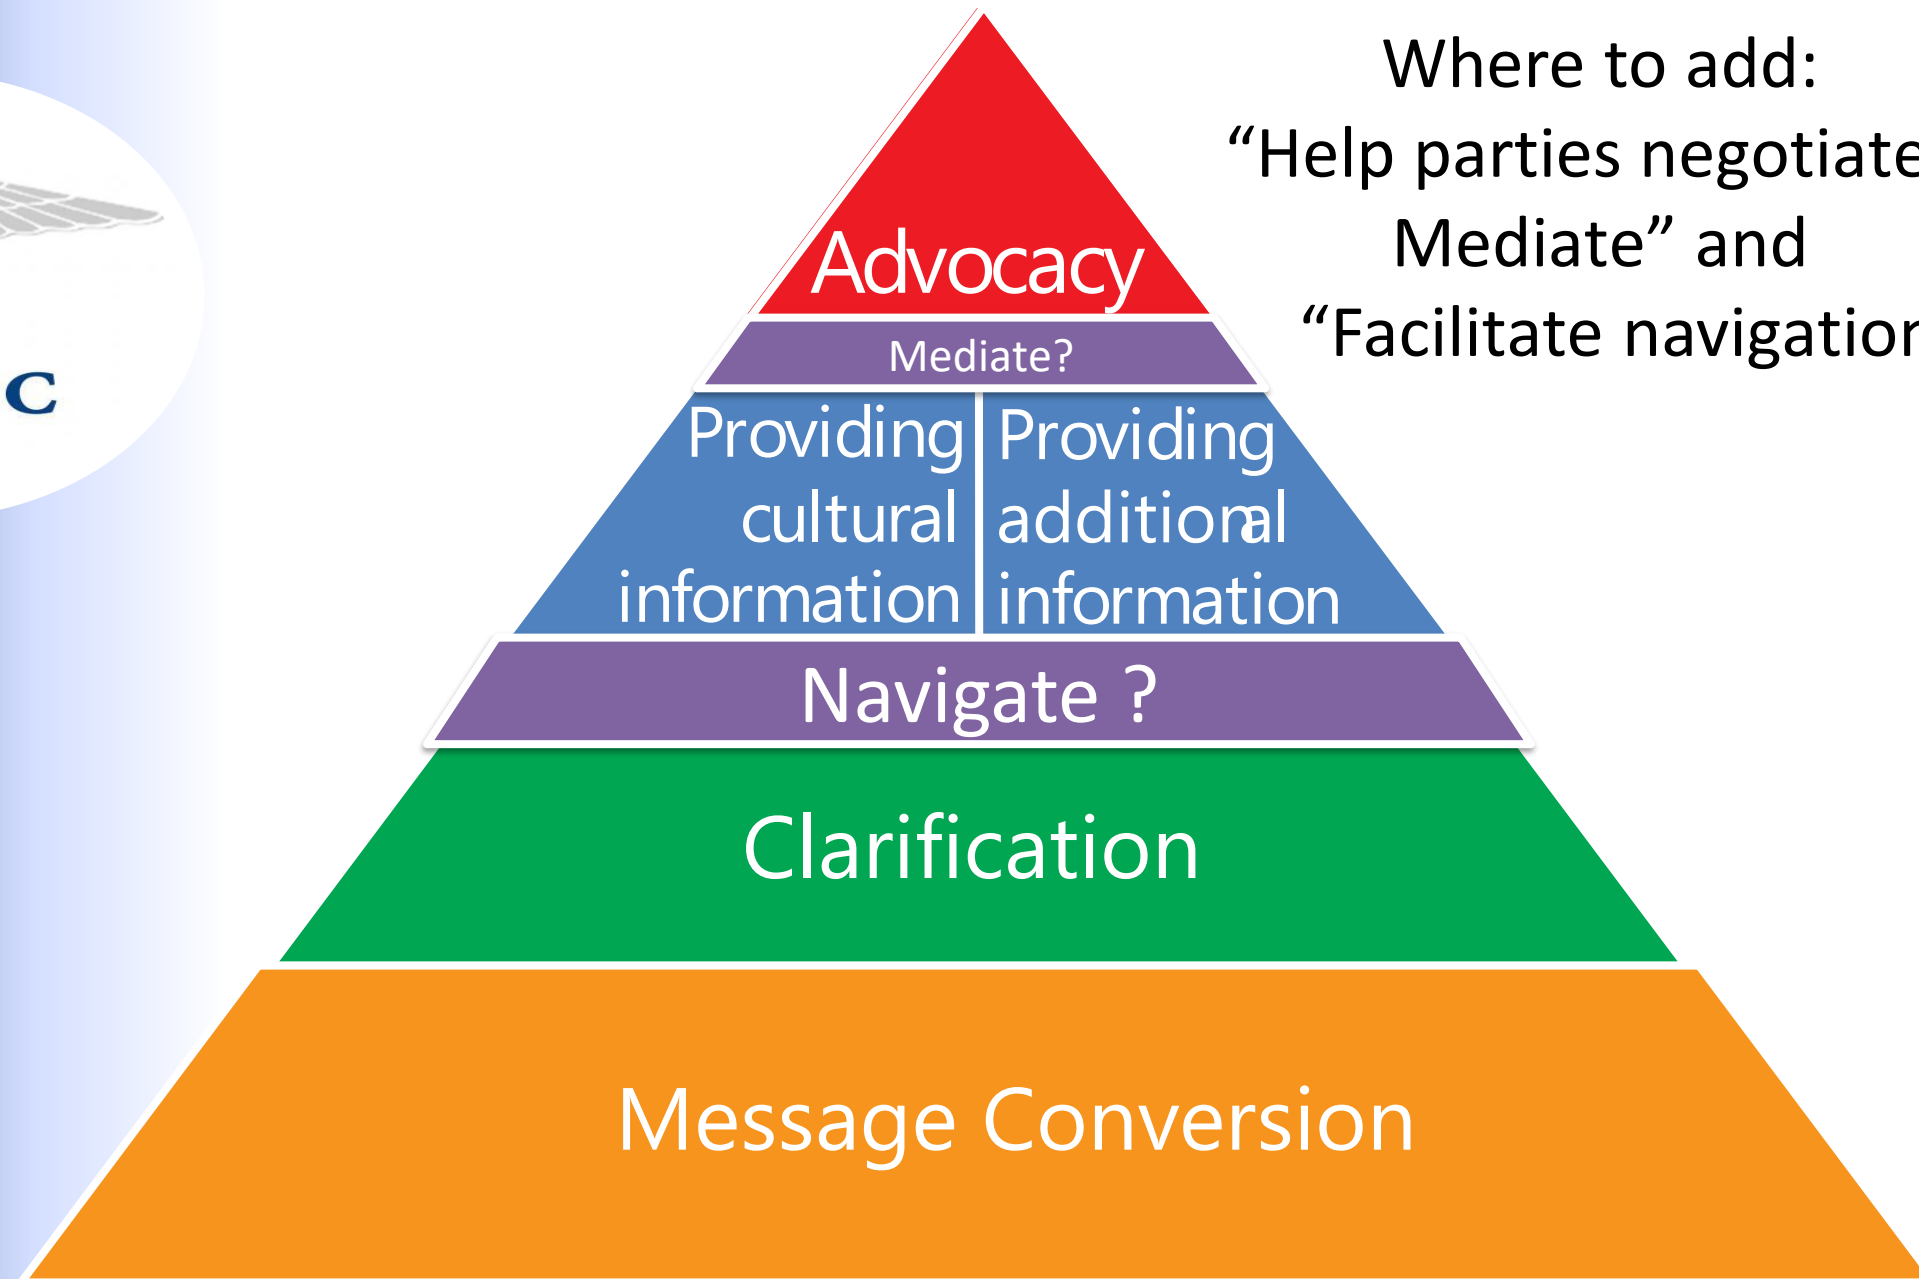 Where to add:
“Help parties negotiate
Mediate” and
“Facilitate navigation
Advocacy
Mediate?
Providing
cultural
information
Providing
additional
information
Navigate ?
Clarification
Message Conversion
C